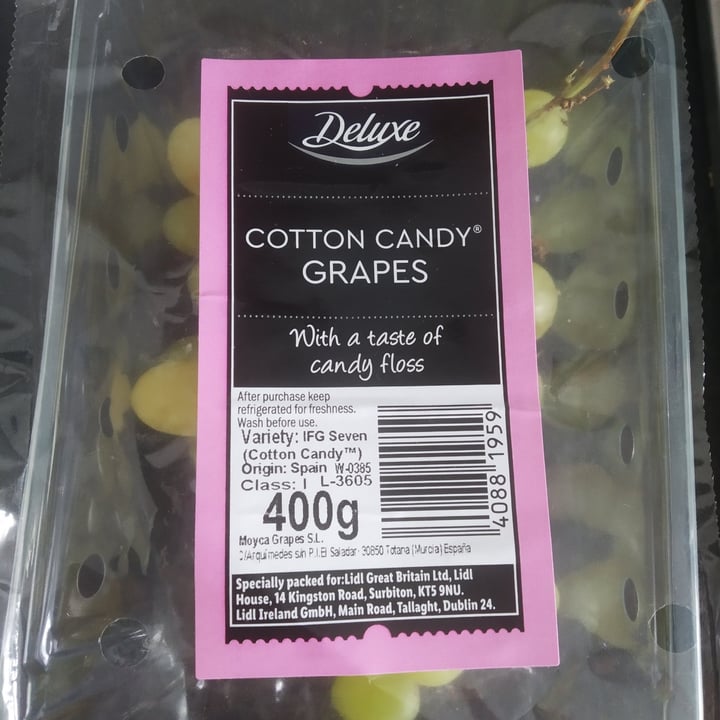 Deluxe
COTTON CANDY®
GRAPES
With a taste of
candy floss
After purchase keep
refrigerated for freshness.
Wash before use.
Variety: IFG Seven
(Cotton Candy™)
Origin: Spain W-0385
Class: I L-3605
400g
Moyca Grapes S.L.
C/Arquimedes s/n P.I.El Saladar- 30850 Totana (Murcia) España
4088 1959
Specially packed for:Lidl Great Britain Ltd, Lidl
House, 14 Kingston Road, Surbiton, KT5 9NU.
Lidl Ireland GmbH, Main Road, Tallaght, Dublin 24.